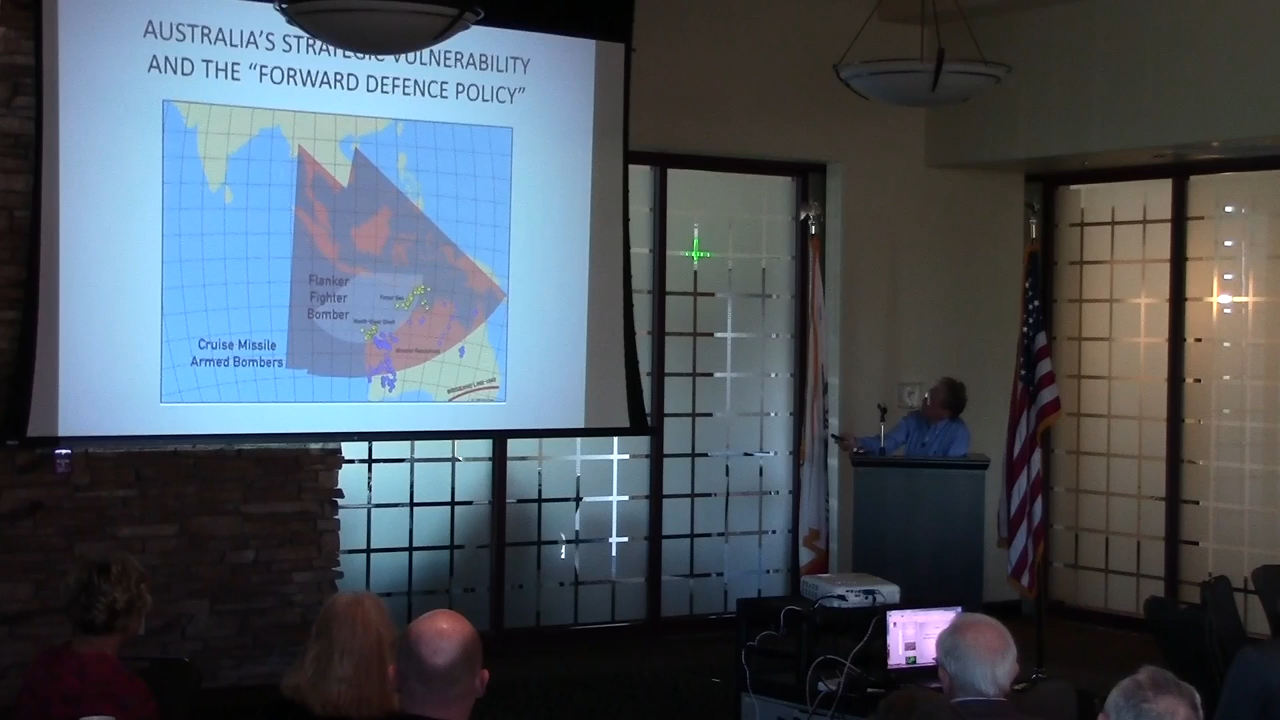 AUSTRALIA'S STRATEGIC VULNERABILITY
AND THE “FORWARD DEFENCE POLICY”
Flanker
Fighter
Bomber
Cruise Missile
Armed Bombers